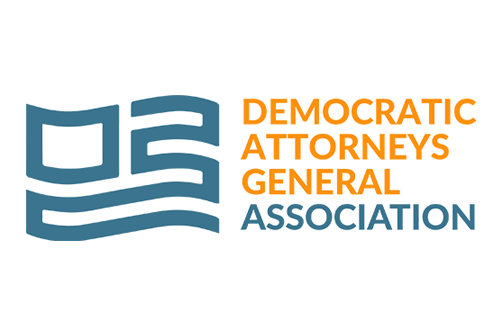 DEMOCRATIC
ATTORNEYS
GENERAL
ASSOCIATION